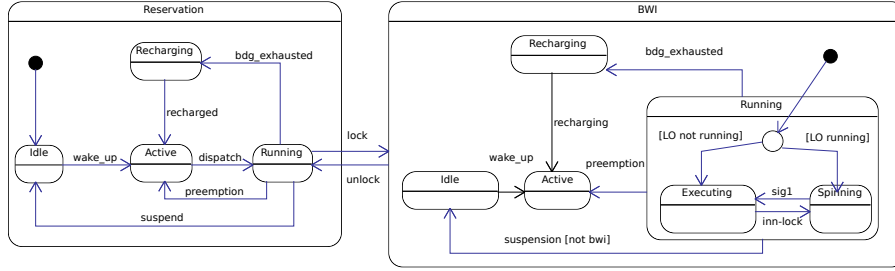 Reservation
Recharging
bdg_exhausted
recharged
Idle
wake_up
Active
dispatch
Running
preemption
suspend
lock
unlock
BWI
Recharging
bdg_exhausted
recharging
Running
[LO not running]
[LO running]
wake_up
preemption
Idle
Active
Executing
sig1
Spinning
inn-lock
suspension [not bwi]